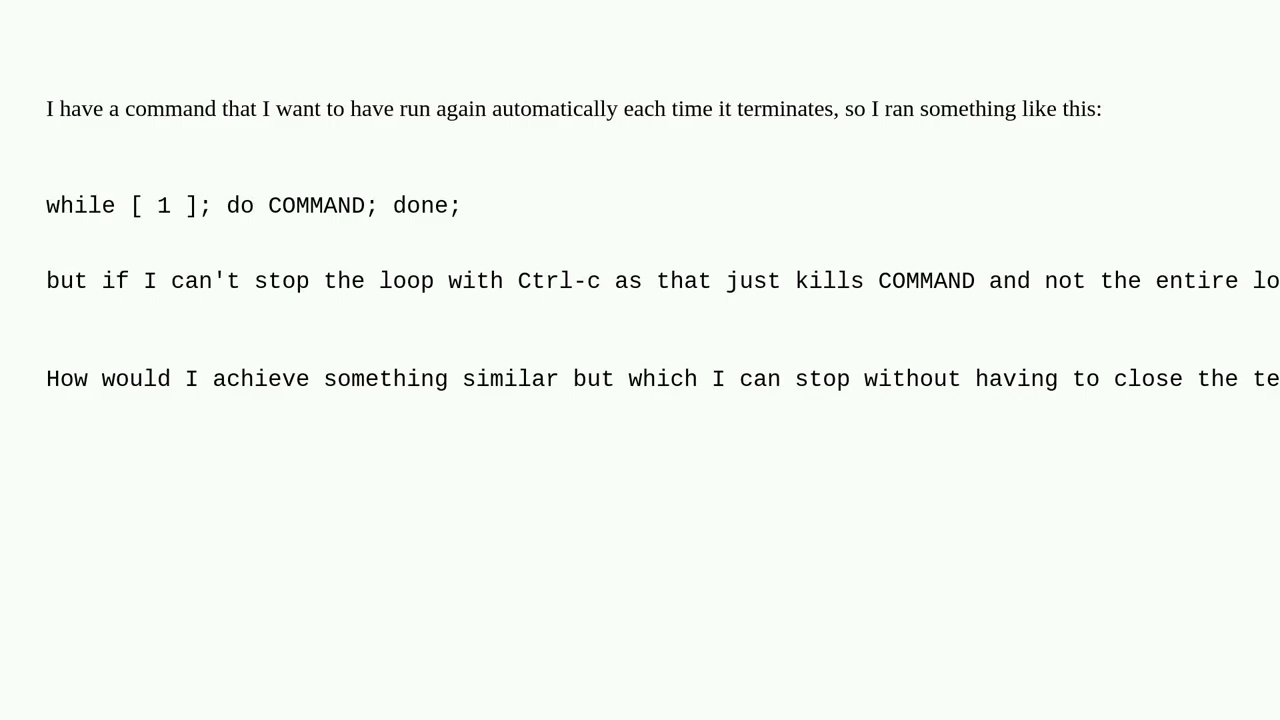 I have a command that I want to have run again automatically each time it terminates, so I ran something like this:
while [ 1 ]; do COMMAND; done;
but if I can't stop the loop with Ctrl-c as that just kills COMMAND and not the entire
How would I achieve something similar but which I can stop without having to close the